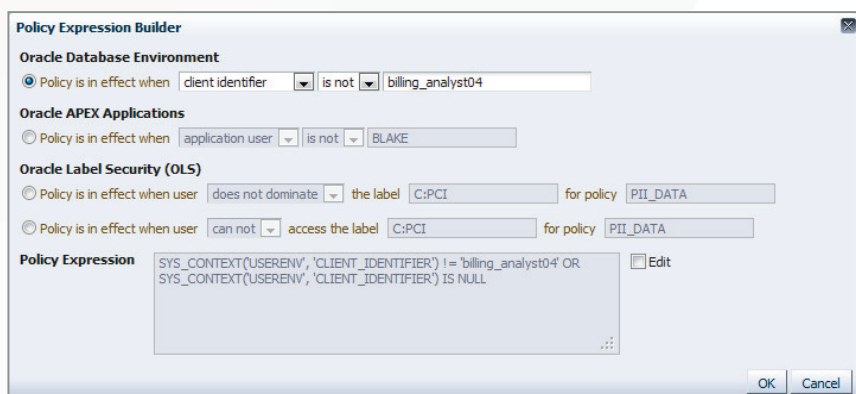 Policy Expression Builder
Oracle Database Environment
Policy is in effect when client identifier is not billing_analyst04
Oracle APEX Applications
Policy is in effect when application user is not BLAKE
Oracle Label Security (OLS)
Policy is in effect when user does not dominate the label C:PCI for policy PII_DATA
Policy is in effect when user can not access the label C:PCI for policy PII_DATA
Policy Expression SYS_CONTEXT('USERENV', 'CLIENT_IDENTIFIER') != 'billing_analyst04' OR Edit
SYS_CONTEXT('USERENV', 'CLIENT_IDENTIFIER') IS NULL
OK Cancel